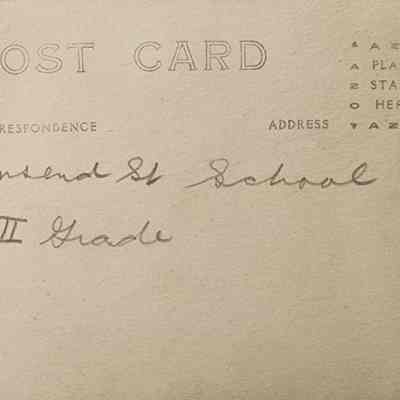 OST CARD
RESPONDENCE ADDRESS
A Z
A PLA
Z STA
O HER
A Z
nsend St School
II Grade